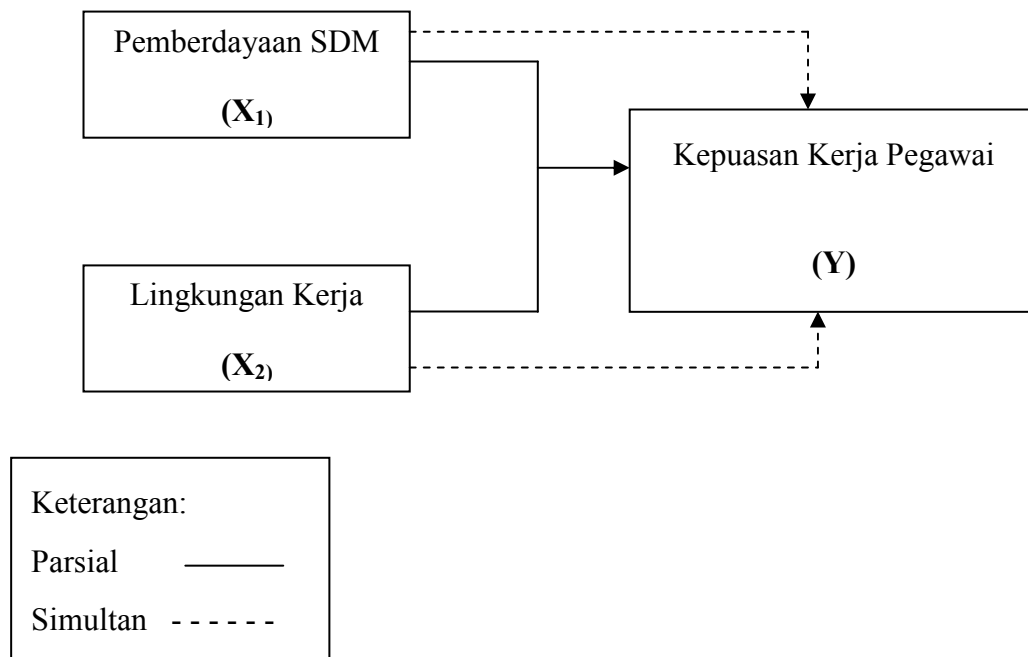 Pemberdayaan SDM
(X1)
Kepuasan Kerja Pegawai
(Y)
Lingkungan Kerja
(X2)
Keterangan:
Parsial
Simultan